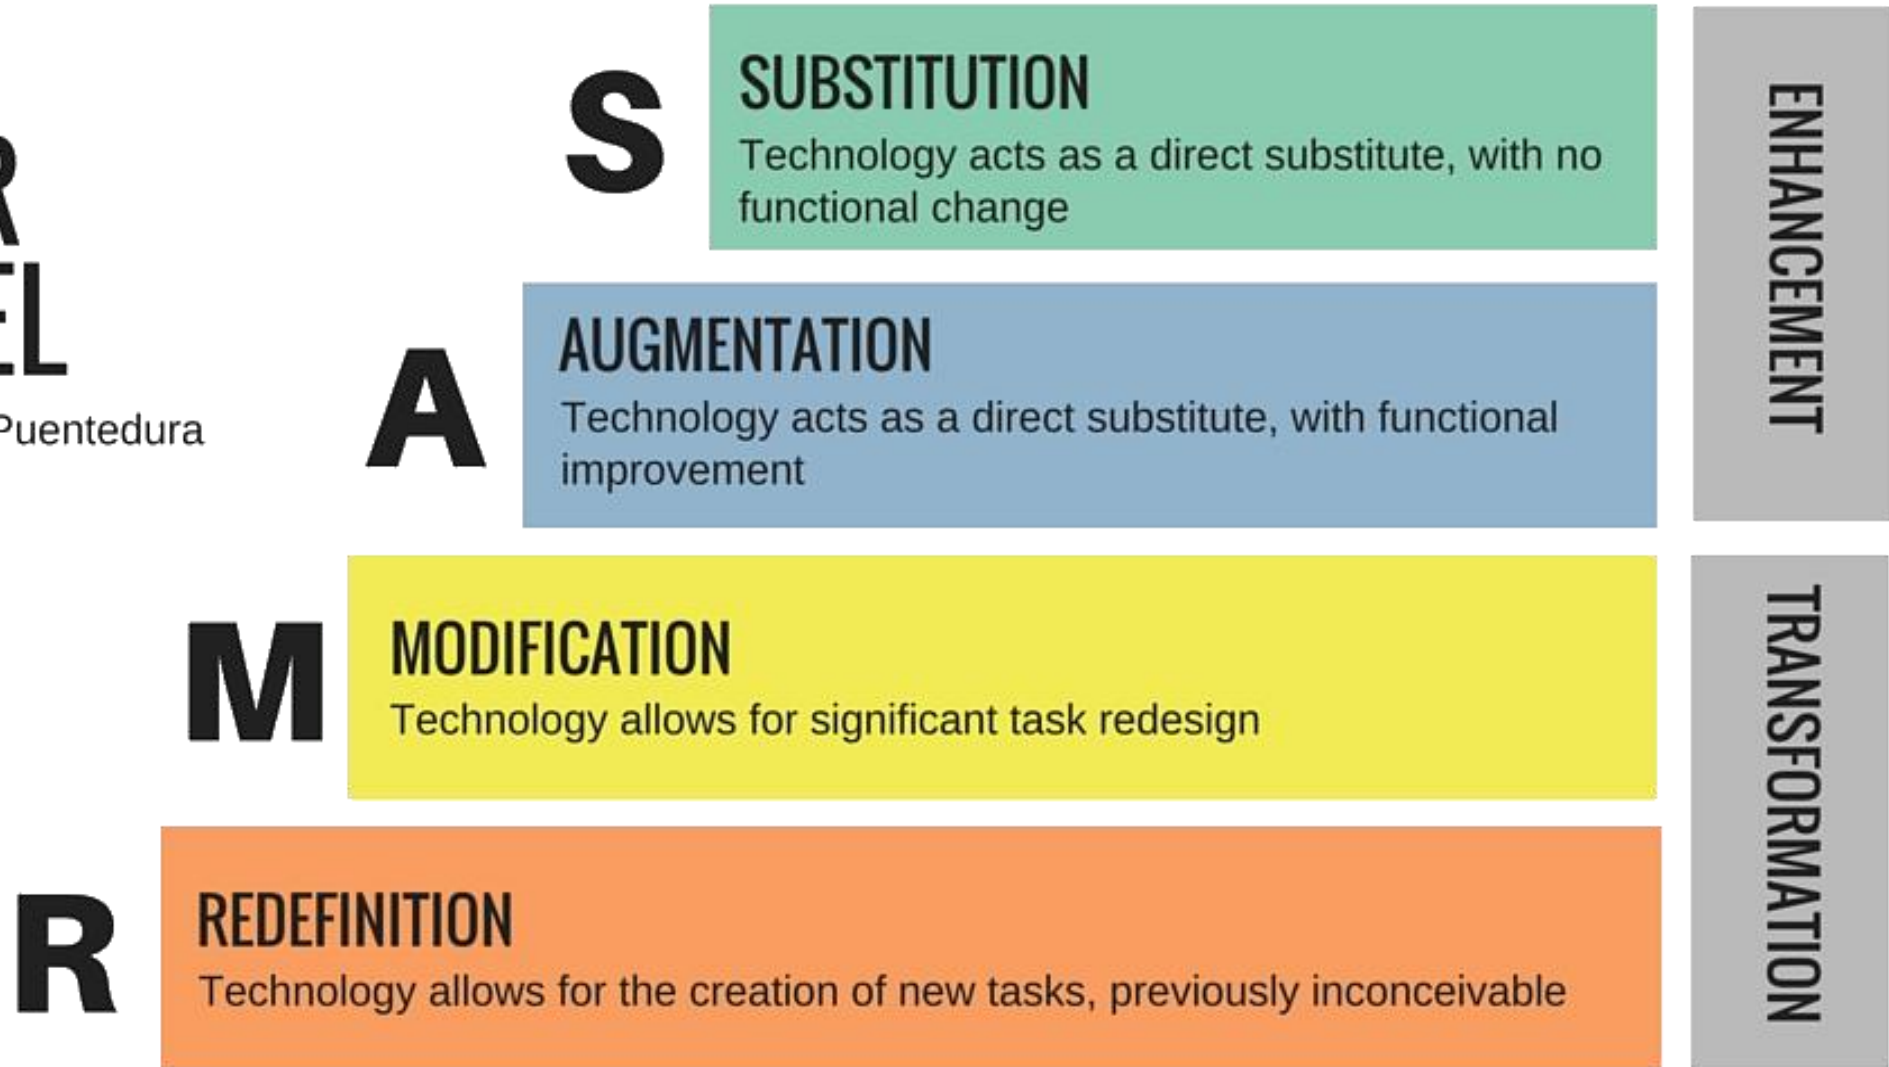 S
SUBSTITUTION
Technology acts as a direct substitute, with no
functional change
A
AUGMENTATION
Technology acts as a direct substitute, with functional
improvement
M
MODIFICATION
Technology allows for significant task redesign
R
REDEFINITION
Technology allows for the creation of new tasks, previously inconceivable
ENHANCEMENT
TRANSFORMATION
R
EL
Puentedura